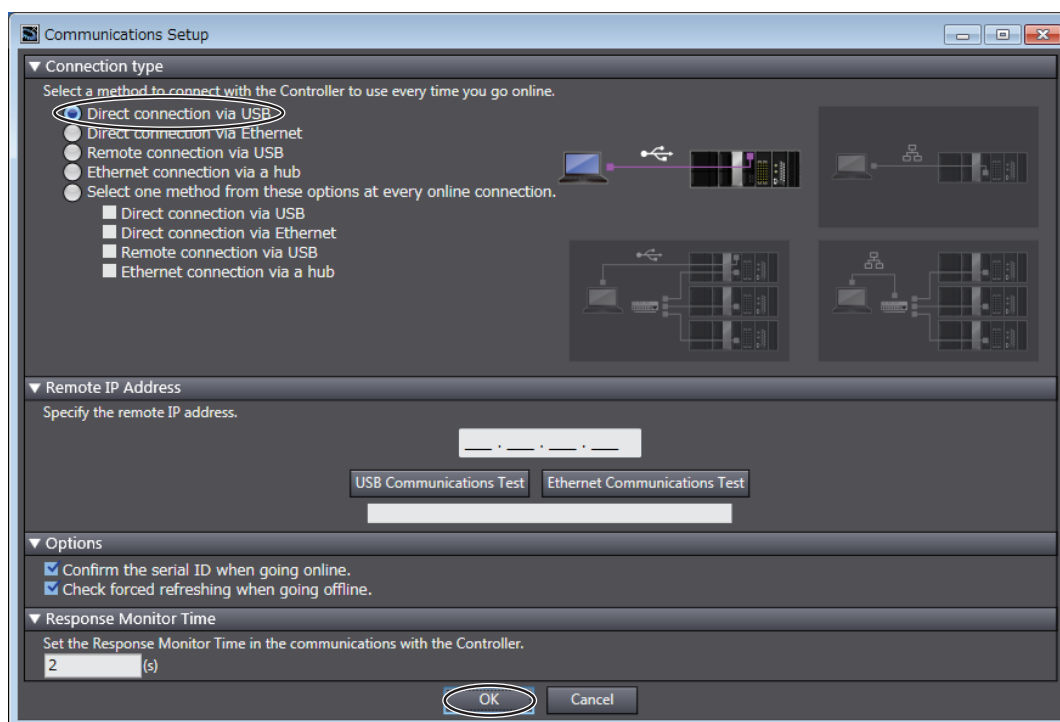 Communications Setup
Connection type
Select a method to connect with the Controller to use every time you go online.
Direct connection via USB
Direct connection via Ethernet
Remote connection via USB
Ethernet connection via a hub
Select one method from these options at every online connection.
Direct connection via USB
Direct connection via Ethernet
Remote connection via USB
Ethernet connection via a hub
Remote IP Address
Specify the remote IP address.
___ . ___ . ___ . ___
USB Communications Test Ethernet Communications Test
Options
Confirm the serial ID when going online.
Check forced refreshing when going offline.
Response Monitor Time
Set the Response Monitor Time in the communications with the Controller.
2 (s)
OK Cancel